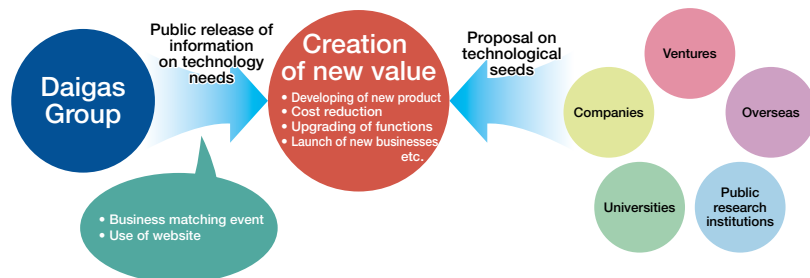 Daigas
Group
Public release of
information
on technology
needs
• Business matching event
• Use of website
Creation
of new value
• Developing of new product
• Cost reduction
• Upgrading of functions
• Launch of new businesses
etc.
Proposal on
technological
seeds
Ventures
Companies
Overseas
Universities
Public
research
institutions